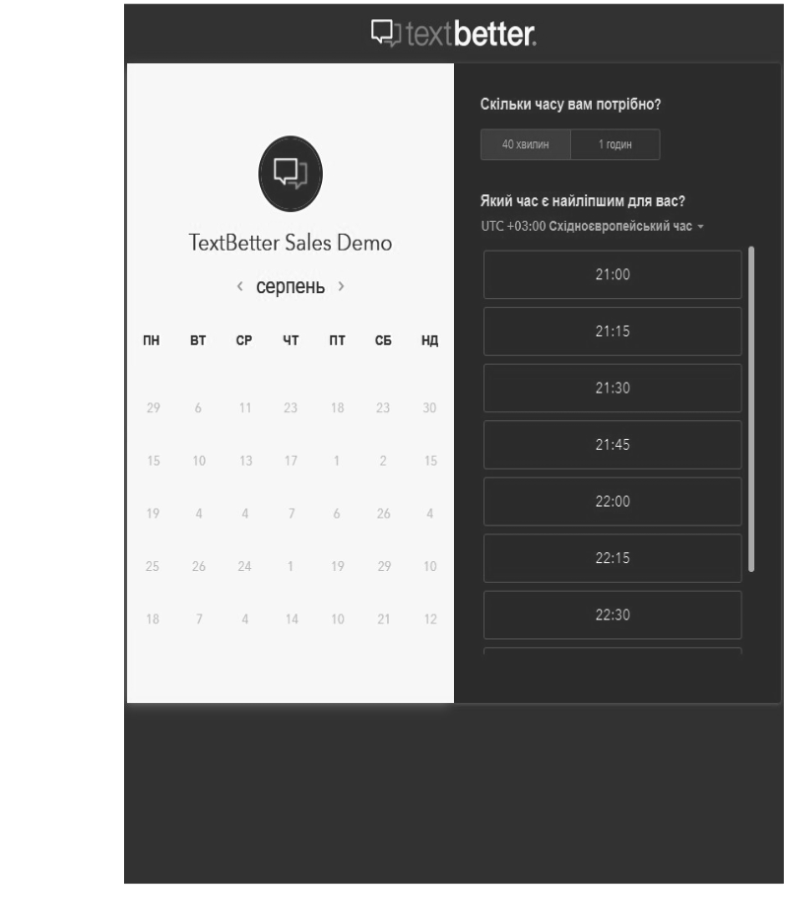 textbetter.
TextBetter Sales Demo
< серпень >
ПН ВТ СР ЧТ ПТ СБ НД
29 6 11 23 18 23 30
15 10 13 17 1 2 15
19 4 4 7 6 26 4
25 26 24 1 19 29 10
18 7 4 14 10 21 12
Скільки часу вам потрібно?
40 хвилин 1 годин
Який час є найліпшим для вас?
UTC +03:00 Східноєвропейський час
21:00
21:15
21:30
21:45
22:00
22:15
22:30